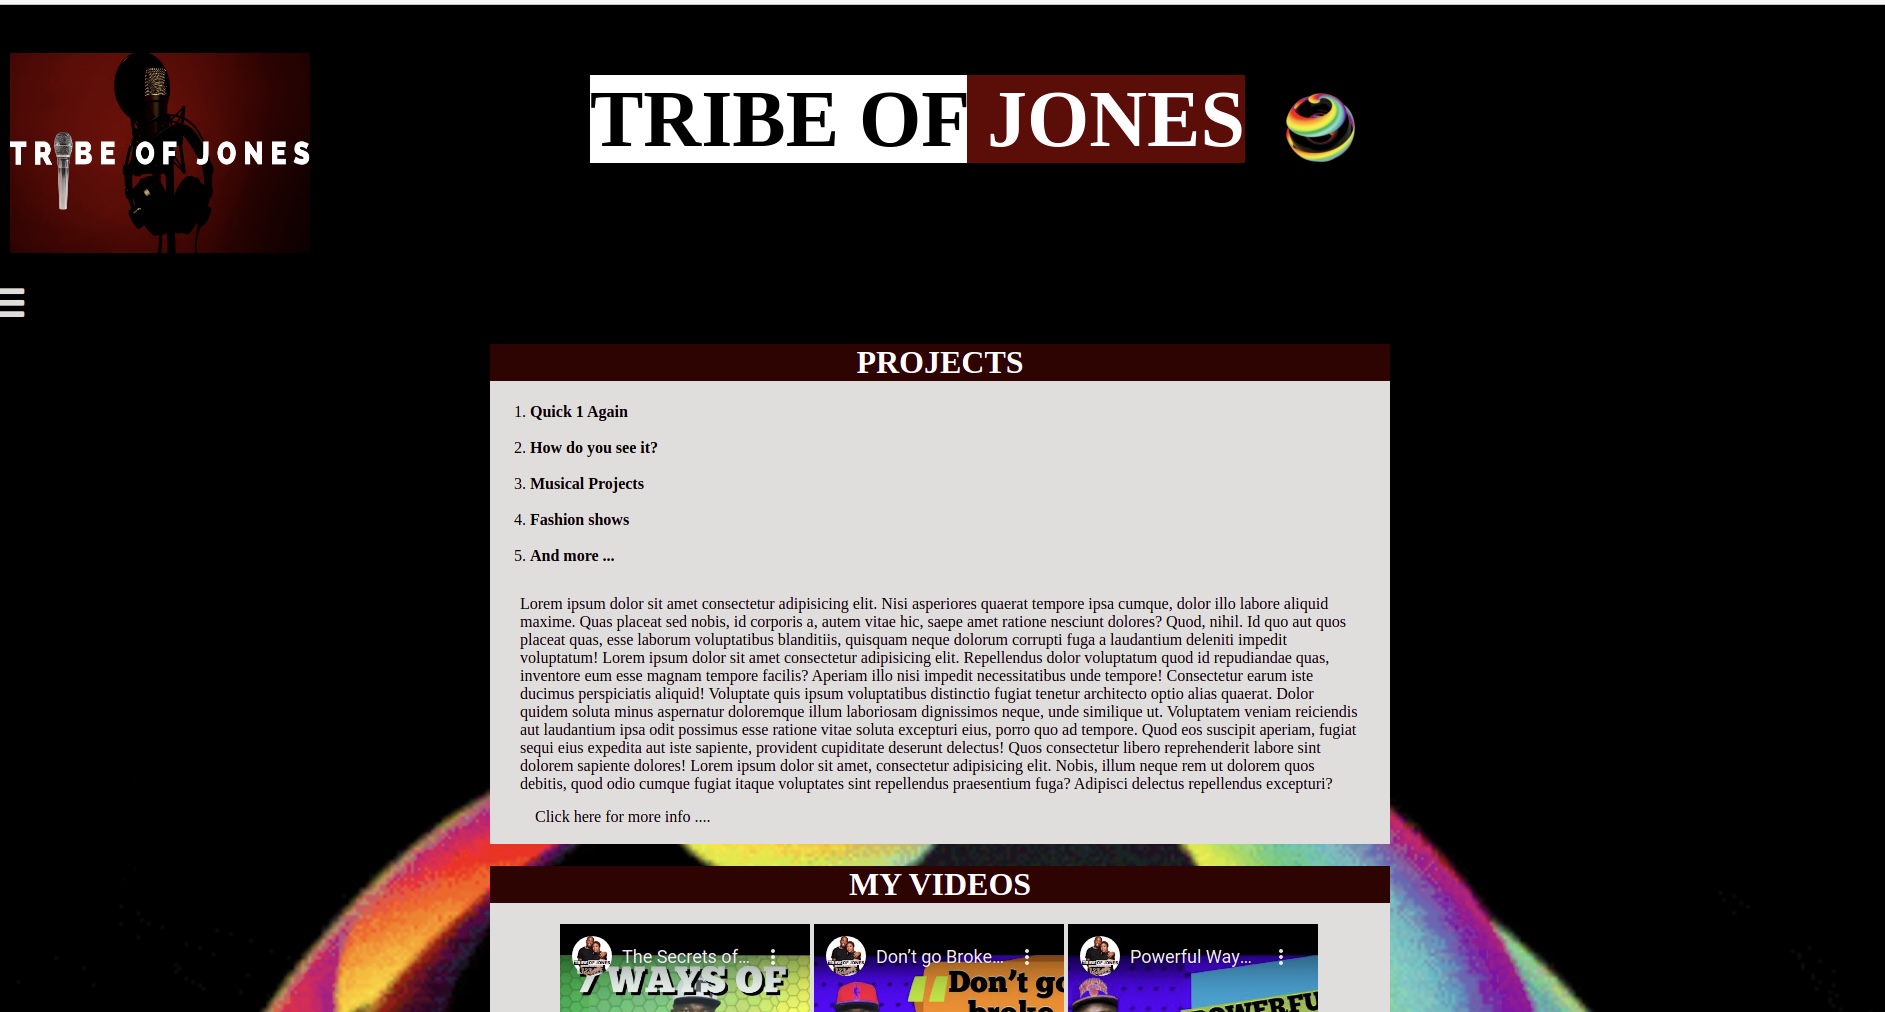 TRIBE OF JONES
TRIBE OF JONES
PROJECTS
1. Quick 1 Again
2. How do you see it?
3. Musical Projects
4. Fashion shows
5. And more ...
Lorem ipsum dolor sit amet consectetur adipisicing elit. Nisi asperiores quaerat tempore ipsa cumque, dolor illo labore aliquid
maxime. Quas placeat sed nobis, id corporis a, autem vitae hic, saepe amet ratione nesciunt dolores? Quod, nihil. Id quo aut quos
placeat quas, esse laborum voluptatibus blanditiis, quisquam neque dolorum corrupti fuga a laudantium deleniti impedit
voluptatum! Lorem ipsum dolor sit amet consectetur adipisicing elit. Repellendus dolor voluptatum quod id repudiandae quas,
inventore eum esse magnam tempore facilis? Aperiam illo nisi impedit necessitatibus unde tempore! Consectetur earum iste
ducimus perspiciatis aliquid! Voluptate quis ipsum voluptatibus distinctio fugiat tenetur architecto optio alias quaerat. Dolor
quidem soluta minus aspernatur doloremque illum laboriosam dignissimos neque, unde similique ut. Voluptatem veniam reiciendis
aut laudantium ipsa odit possimus esse ratione vitae soluta excepturi eius, porro quo ad tempore. Quod eos suscipit aperiam, fugiat
sequi eius expedita aut iste sapiente, provident cupiditate deserunt delectus! Quos consectetur libero reprehenderit labore sint
dolorem sapiente dolores! Lorem ipsum dolor sit amet, consectetur adipisicing elit. Nobis, illum neque rem ut dolorem quos
debitis, quod odio cumque fugiat itaque voluptates sint repellendus praesentium fuga? Adipisci delectus repellendus excepturi?
Click here for more info ....
MY VIDEOS
The Secrets of...
7 WAYS OF
Don't go Broke...
Don't go
broke
Powerful Way...
POWERFU